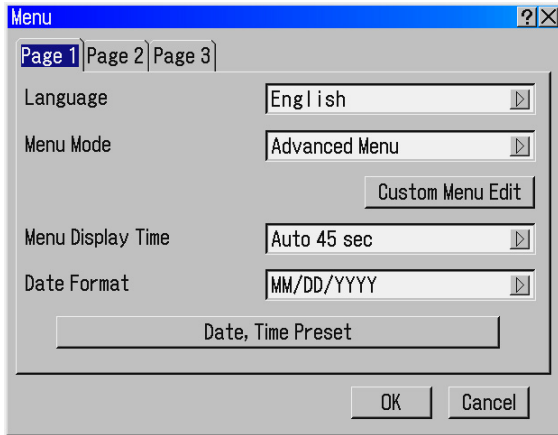 Menu ? X
Page 1 Page 2 Page 3
Language English
Menu Mode Advanced Menu
Custom Menu Edit
Menu Display Time Auto 45 sec
Date Format MM/DD/YYYY
Date, Time Preset
OK Cancel